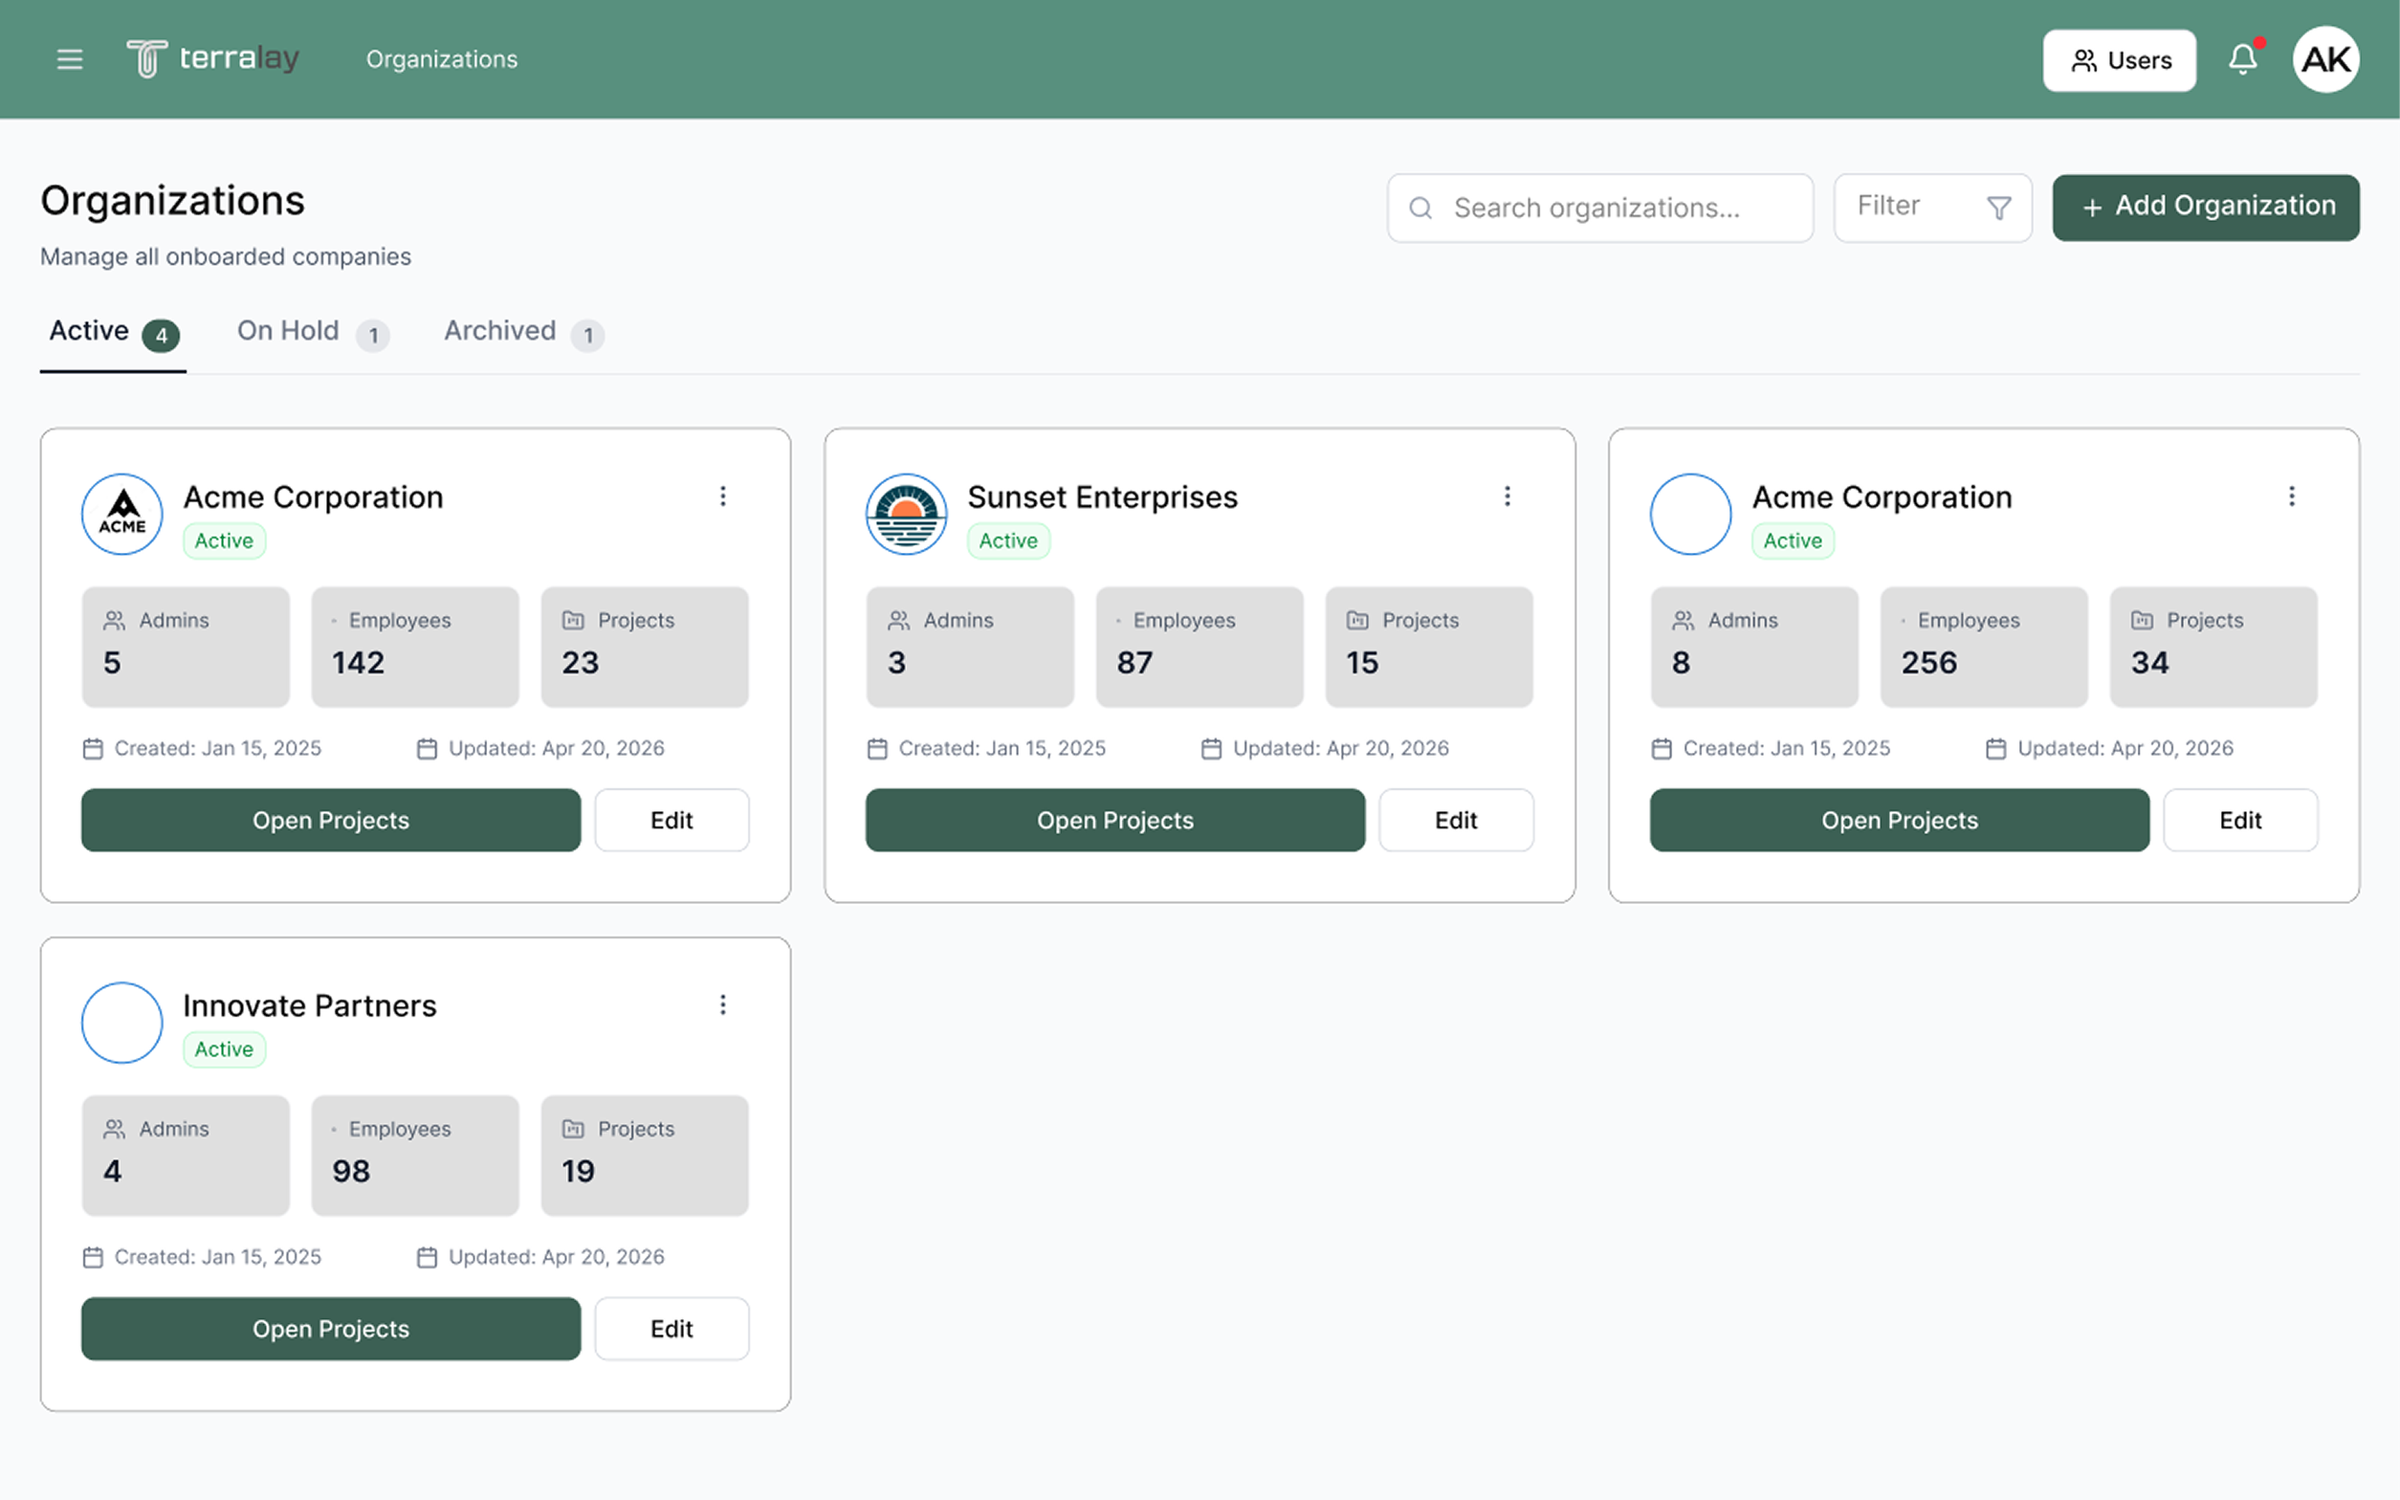 terralay
Organizations
Users
AK
Organizations
Manage all onboarded companies
Search organizations...
Filter
+ Add Organization
Active 4
On Hold 1
Archived 1
ACME
Acme Corporation
Active
Admins
5
Employees
142
Projects
23
Created: Jan 15, 2025
Updated: Apr 20, 2026
Open Projects
Edit
Sunset Enterprises
Active
Admins
3
Employees
87
Projects
15
Created: Jan 15, 2025
Updated: Apr 20, 2026
Open Projects
Edit
Acme Corporation
Active
Admins
8
Employees
256
Projects
34
Created: Jan 15, 2025
Updated: Apr 20, 2026
Open Projects
Edit
Innovate Partners
Active
Admins
4
Employees
98
Projects
19
Created: Jan 15, 2025
Updated: Apr 20, 2026
Open Projects
Edit